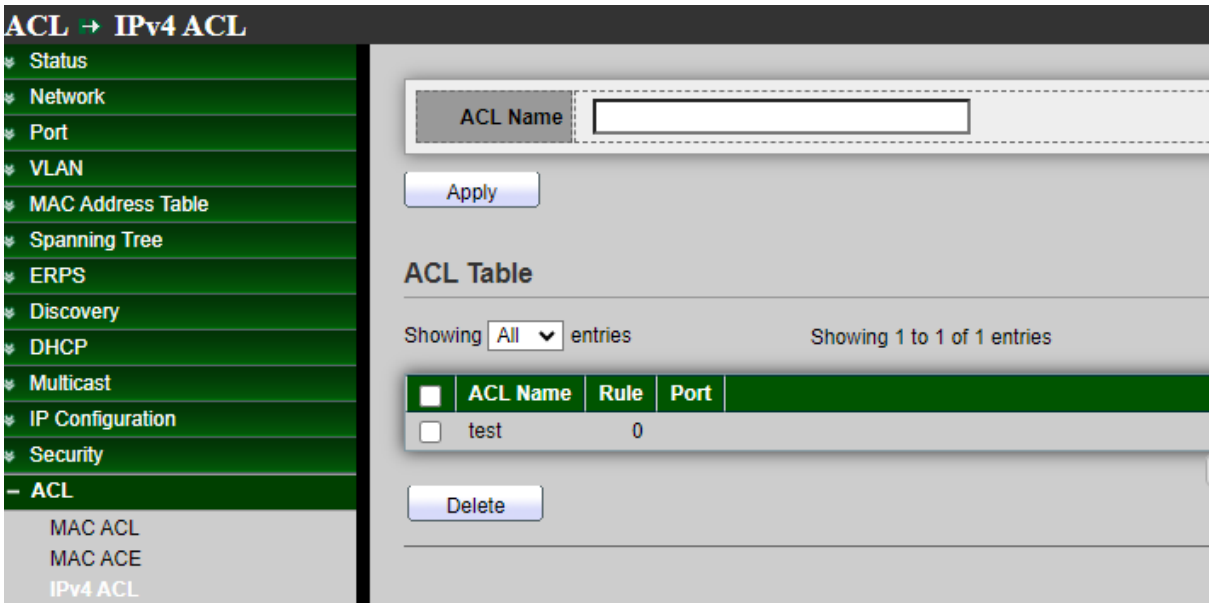 ACL → IPv4 ACL
Status
Network
Port
VLAN
MAC Address Table
Spanning Tree
ERPS
Discovery
DHCP
Multicast
IP Configuration
Security
ACL
MAC ACL
MAC ACE
IPv4 ACL
ACL Name
Apply
ACL Table
Showing All entries Showing 1 to 1 of 1 entries
ACL Name Rule Port
test 0
Delete